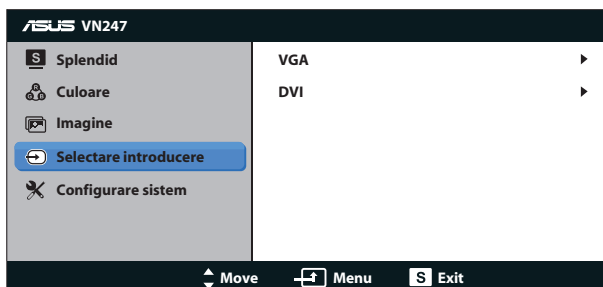 ASUS VN247
S Splendid
Culoare
Imagine
Selectare introducere
Configurare sistem
VGA
DVI
Move Menu S Exit